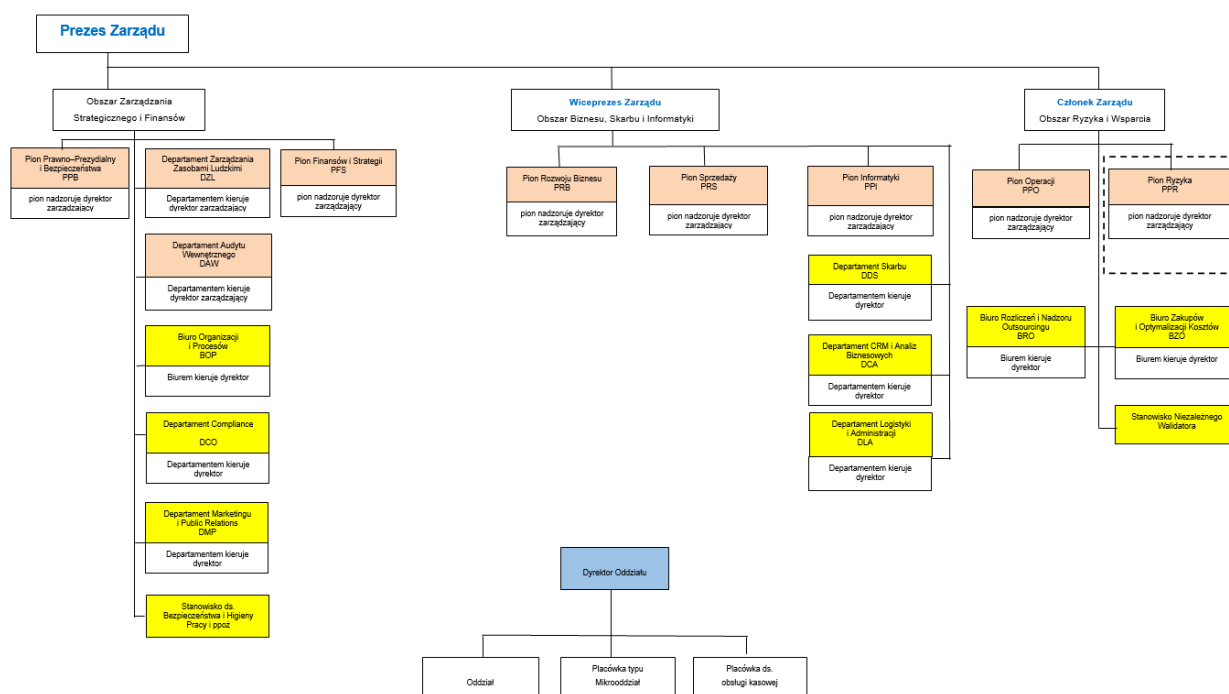 Prezes Zarządu
Obszar Zarządzania
Strategicznego i Finansów
Wiceprezes Zarządu
Obszar Biznesu, Skarbu i Informatyki
Członek Zarządu
Obszar Ryzyka i Wsparcia
Pion Prawno–Prezydialny
i Bezpieczeństwa
PPB
pion nadzoruje dyrektor
zarządzający
Departament Zarządzania
Zasobami Ludzkimi
DZL
Departamentem kieruje
dyrektor zarządzający
Pion Finansów i Strategii
PFS
pion nadzoruje dyrektor
zarządzający
Pion Rozwoju Biznesu
PRB
pion nadzoruje dyrektor
zarządzający
Pion Sprzedaży
PRS
pion nadzoruje dyrektor
zarządzający
Pion Informatyki
PPI
pion nadzoruje dyrektor
zarządzający
Pion Operacji
PPO
pion nadzoruje dyrektor
zarządzający
Pion Ryzyka
PPR
pion nadzoruje dyrektor
zarządzający
Departament Audytu
Wewnętrznego
DAW
Departamentem kieruje
dyrektor zarządzający
Biuro Organizacji
i Procesów
BOP
Biurem kieruje dyrektor
Departament Compliance
DCO
Departamentem kieruje
dyrektor
Departament Marketingu
i Public Relations
DMP
Departamentem kieruje
dyrektor
Stanowisko ds.
Bezpieczeństwa i Higieny
Pracy i ppoż
Departament Skarbu
DDS
Departamentem kieruje
dyrektor
Departament CRM i Analiz
Biznesowych
DCA
Departamentem kieruje
dyrektor
Departament Logistyki
i Administracji
DLA
Departamentem kieruje
dyrektor
Biuro Rozliczeń i Nadzoru
Outsourcingu
BRO
Biurem kieruje
dyrektor
Biuro Zakupów
i Optymalizacji Kosztów
BZO
Biurem kieruje dyrektor
Stanowisko Niezależnego
Walidatora
Dyrektor Oddziału
Oddział
Placówka typu
Mikrooddział
Placówka ds.
obsługi kasowej